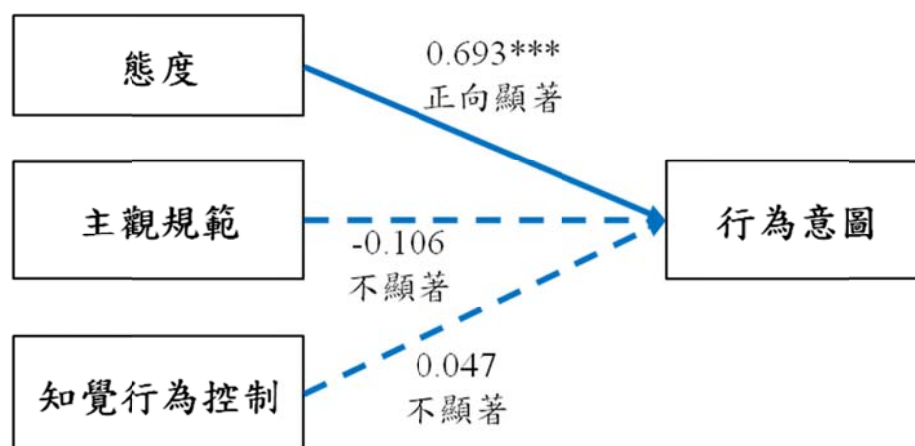 態度
0.693***
正向顯著
主觀規範
行為意圖
-0.106
不顯著
知覺行為控制
0.047
不顯著